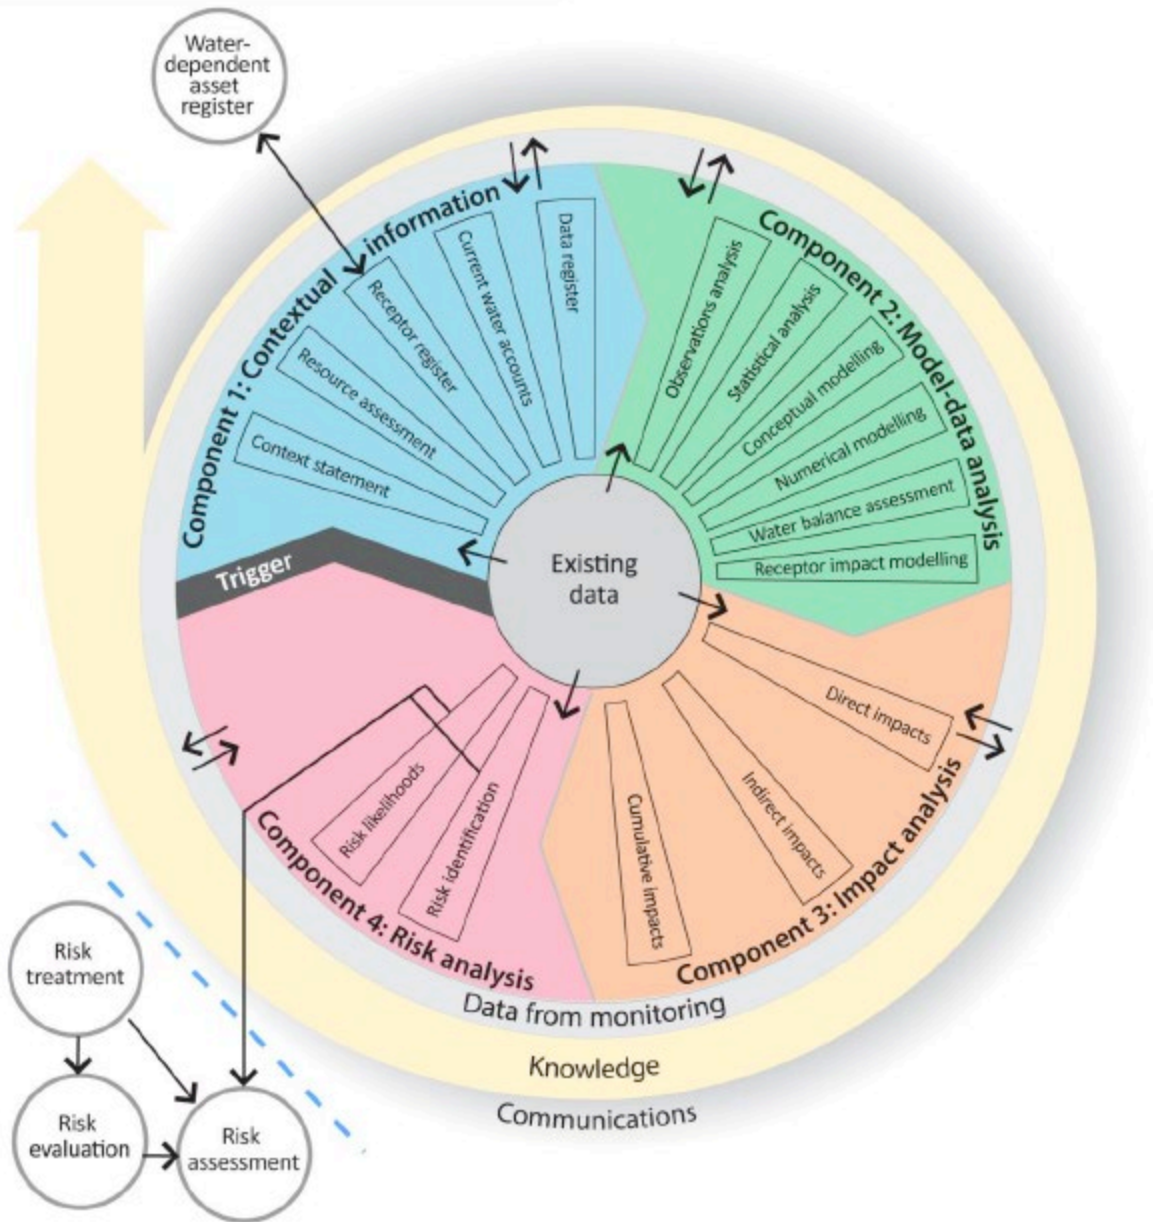 Water-
dependent
asset
register
Component 1: Contextual information
Context statement
Resource assessment
Receptor register
Current water accounts
Data register
Component 2: Model-data analysis
Observations analysis
Statistical analysis
Conceptual modelling
Numerical modelling
Water balance assessment
Receptor impact modelling
Trigger
Existing
data
Component 3: Impact analysis
Direct impacts
Indirect impacts
Cumulative impacts
Component 4: Risk analysis
Risk likelihoods
Risk identification
Data from monitoring
Knowledge
Communications
Risk
treatment
Risk
evaluation
Risk
assessment